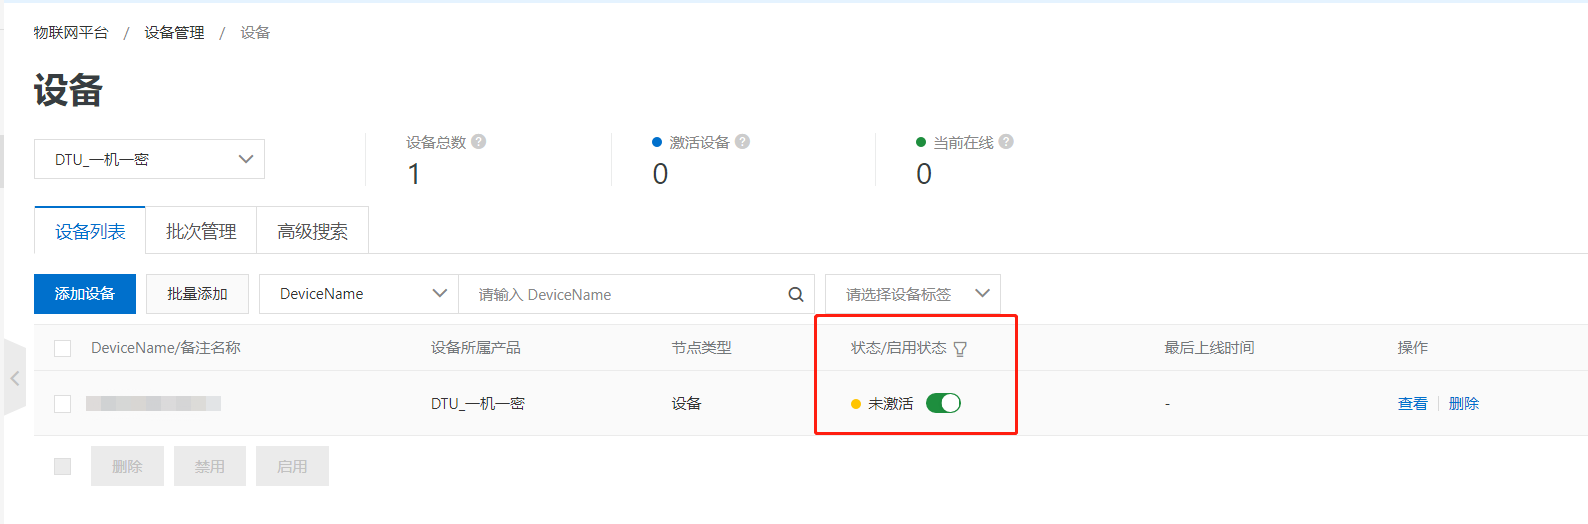 物联网平台 / 设备管理 / 设备
设备
DTU_一机一密
设备总数 ?
1
激活设备 ?
0
当前在线 ?
0
设备列表 批次管理 高级搜索
添加设备 批量添加 DeviceName 请输入 DeviceName 请选择设备标签
DeviceName/备注名称 设备所属产品 节点类型 状态/启用状态 最后上线时间 操作
DTU_一机一密 设备 未激活 - 查看 删除
删除 禁用 启用